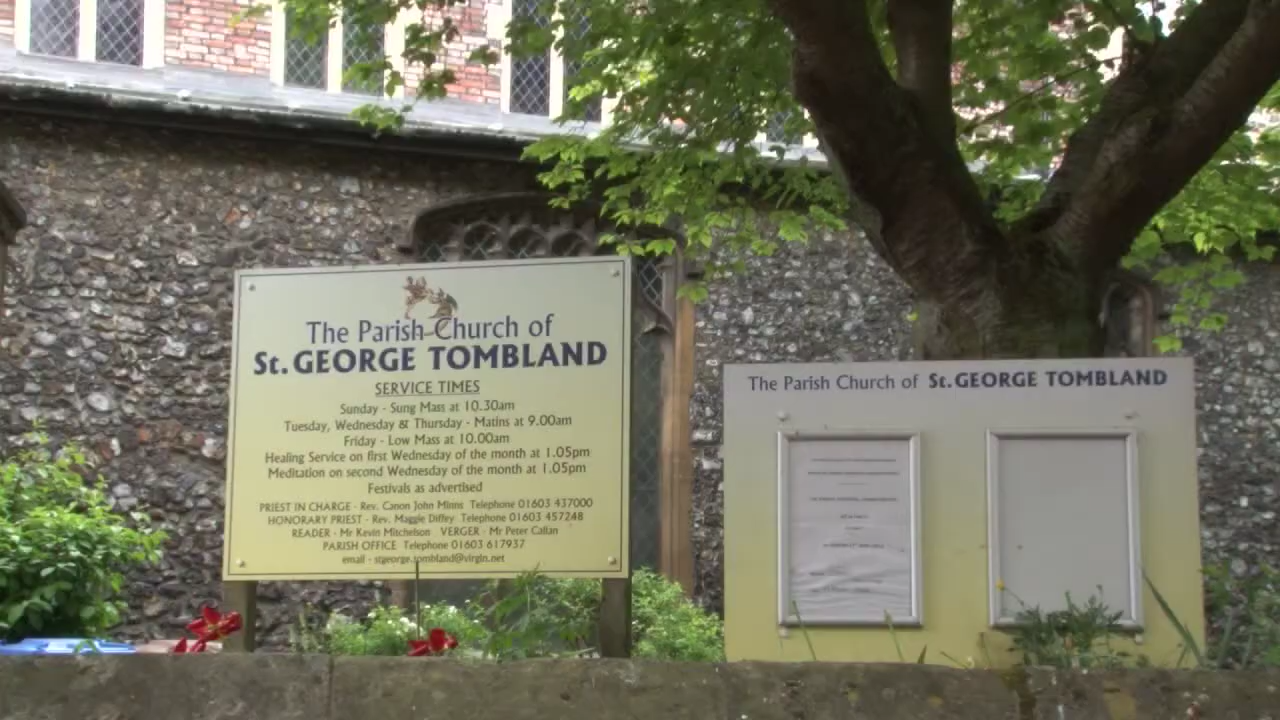 The Parish Church of
St. GEORGE TOMBLAND
SERVICE TIMES
Sunday - Sung Mass at 10.30am
Tuesday, Wednesday & Thursday - Matins at 9.00am
Friday - Low Mass at 10.00am
Healing Service on first Wednesday of the month at 1.05pm
Meditation on second Wednesday of the month at 1.05pm
Festivals as advertised
PRIEST IN CHARGE - Rev. Canon John Minns Telephone 01603 437000
HONORARY PRIEST - Rev. Maggie Diffey Telephone 01603 457248
READER - Mr Kevin Mitchelson VERGER - Mr Peter Callan
PARISH OFFICE Telephone 01603 617937
email - stgeorge.tombland@virgin.net
The Parish Church of St. GEORGE TOMBLAND